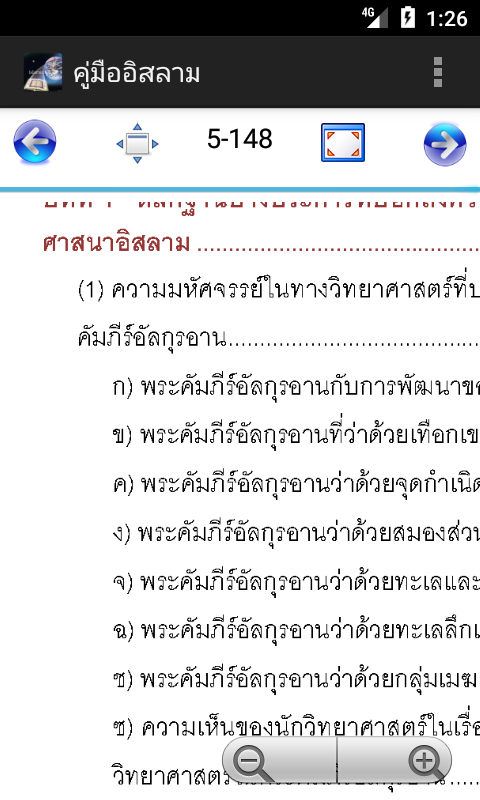 4G 1:26
คู่มืออิสลาม
5-148
ศาสนาอิสลาม ............................................
(1) ความมหัศจรรย์ในทางวิทยาศาสตร์ที่ป
คัมภีร์อัลกุรอาน........................................
ก) พระคัมภีร์อัลกุรอานกับการพัฒนาขอ
ข) พระคัมภีร์อัลกุรอานที่ว่าด้วยเทือกเข
ค) พระคัมภีร์อัลกุรอานว่าด้วยจุดกำเนิด
ง) พระคัมภีร์อัลกุรอานว่าด้วยสมองส่วน
จ) พระคัมภีร์อัลกุรอานว่าด้วยทะเลและ
ฉ) พระคัมภีร์อัลกุรอานว่าด้วยทะเลลึกแ
ช) พระคัมภีร์อัลกุรอานว่าด้วยกลุ่มเมฆ
ซ) ความเห็นของนักวิทยาศาสตร์ในเรื่อ
วิทยาศาสตร์